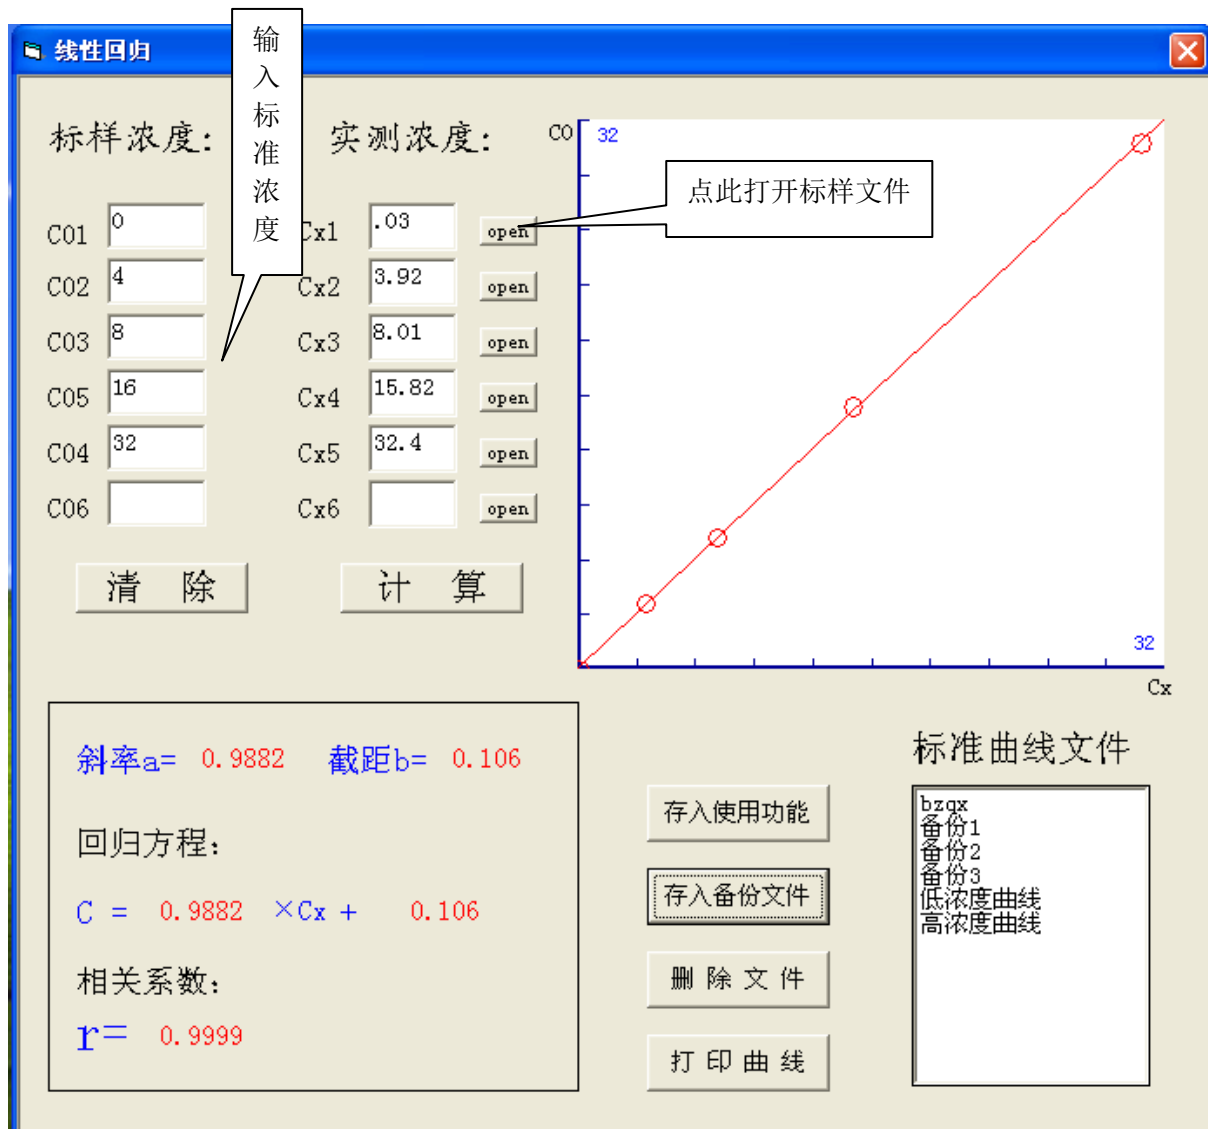 线性回归
输入标准浓度
标样浓度:
实测浓度:
C0
32
点此打开标样文件
C01 0
Cx1 .03 open
C02 4
Cx2 3.92 open
C03 8
Cx3 8.01 open
C05 16
Cx4 15.82 open
C04 32
Cx5 32.4 open
C06
Cx6 open
清 除
计 算
32
Cx
斜率a= 0.9882 截距b= 0.106
回归方程:
C = 0.9882 ×Cx + 0.106
相关系数:
r= 0.9999
存入使用功能
存入备份文件
删 除 文 件
打 印 曲 线
标准曲线文件
bzqx
备份1
备份2
备份3
低浓度曲线
高浓度曲线